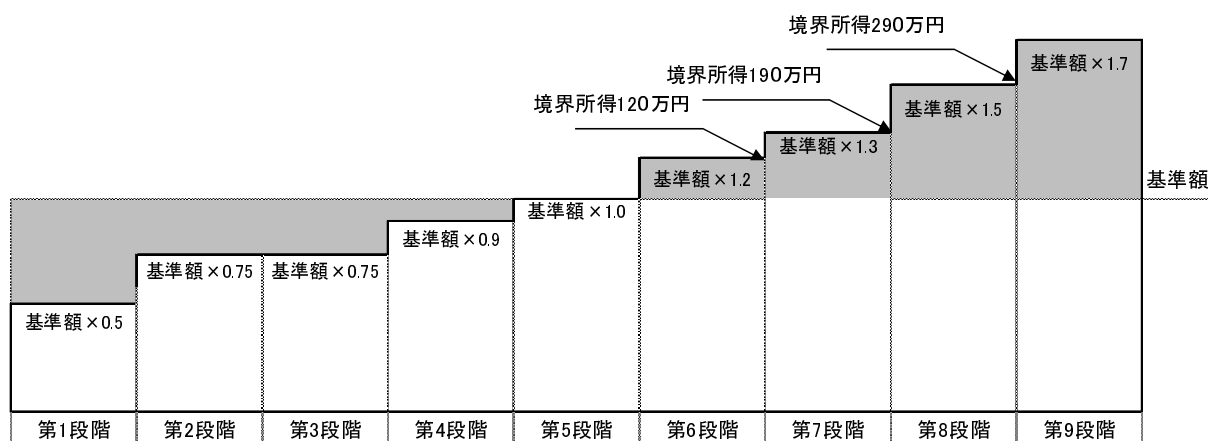 境界所得290万円
境界所得190万円
境界所得120万円
基準額×1.7
基準額×1.5
基準額×1.3
基準額×1.2
基準額
基準額×1.0
基準額×0.9
基準額×0.75
基準額×0.75
基準額×0.5
第1段階
第2段階
第3段階
第4段階
第5段階
第6段階
第7段階
第8段階
第9段階